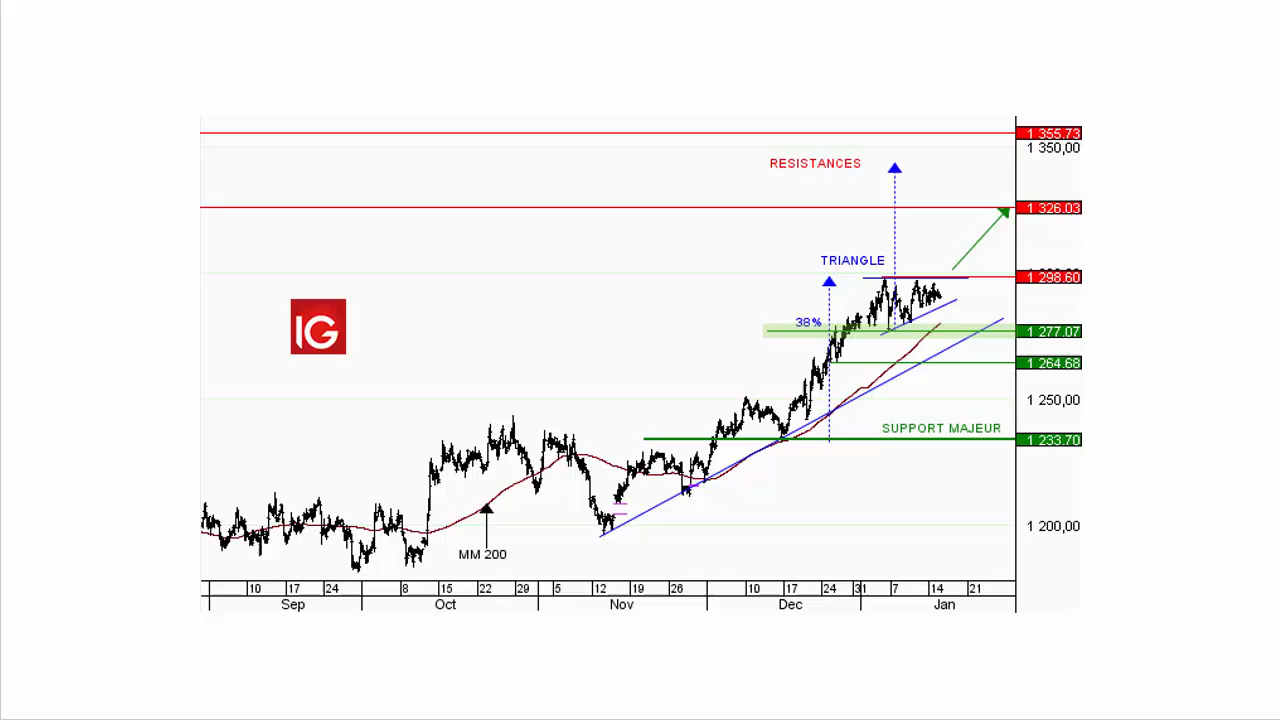 1 355.73
1 350,00
RESISTANCES
1 326.03
TRIANGLE
1 298.60
IG
38%
1 277.07
1 264.68
1 250,00
SUPPORT MAJEUR
1 233.70
1 200,00
MM 200
10 17 24 8 15 22 29 5 12 19 26 10 17 24 31 7 14 21
Sep Oct Nov Dec Jan